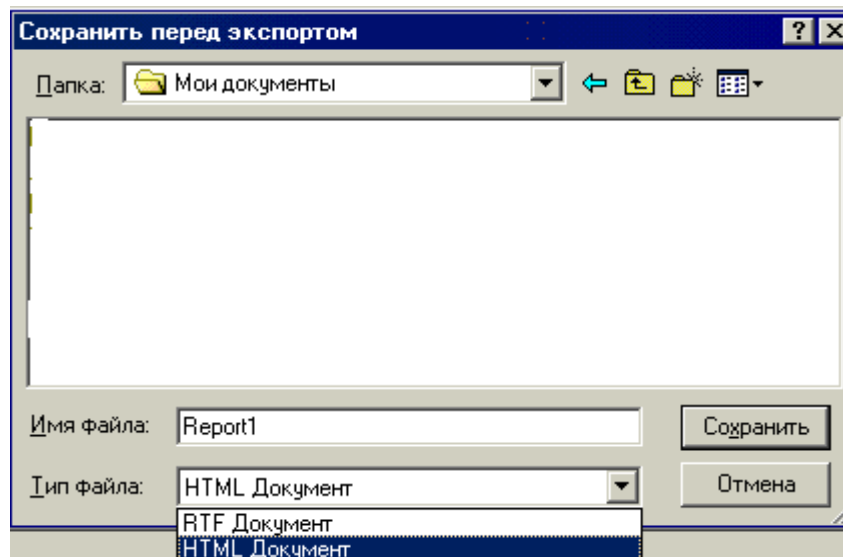 Сохранить перед экспортом
Папка: Мои документы
Имя файла: Report1 Сохранить
Тип файла: HTML Документ Отмена
RTF Документ
HTML Документ